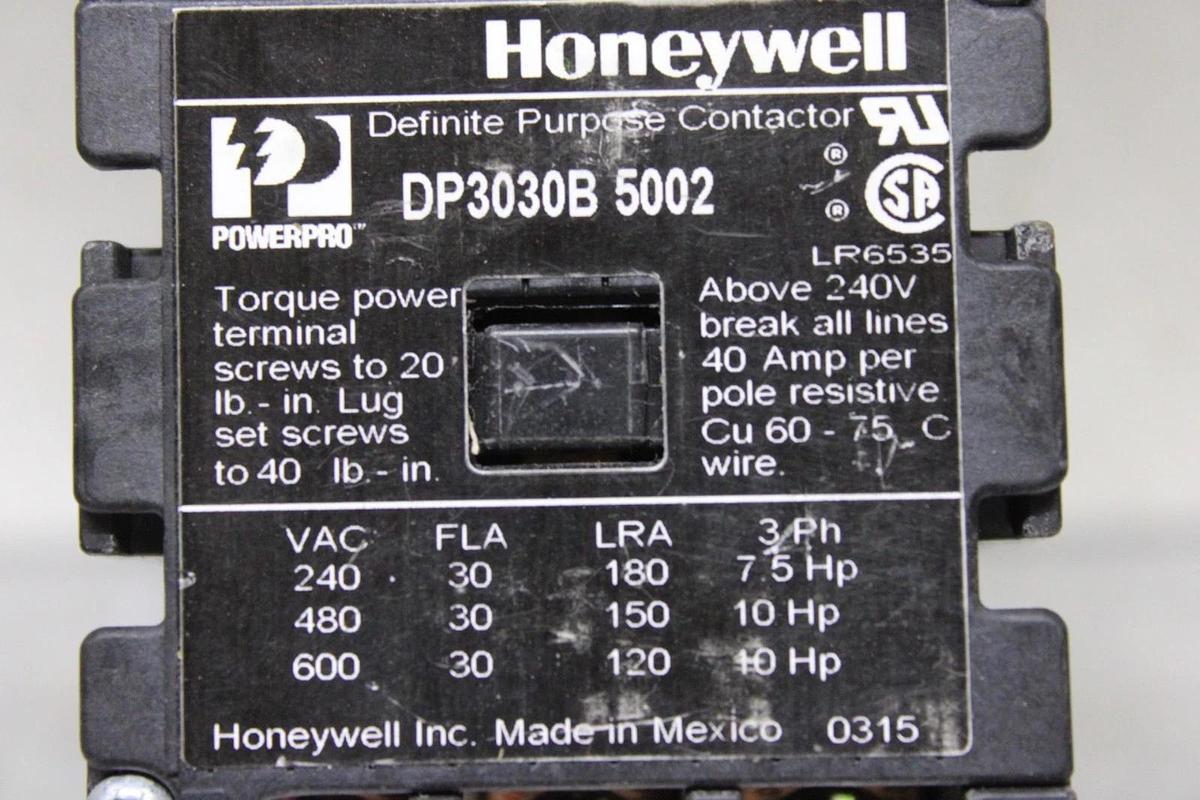 Honeywell
Definite Purpose Contactor
DP3030B 5002
POWERPRO™
®
®
SA
LR6535
Torque power
terminal
screws to 20
lb.- in. Lug
set screws
to 40 lb.- in.
Above 240V
break all lines
40 Amp per
pole resistive.
Cu 60 - 75 C
wire.
VAC FLA LRA 3 Ph
240 30 180 7.5 Hp
480 30 150 10 Hp
600 30 120 10 Hp
Honeywell Inc. Made in Mexico 0315